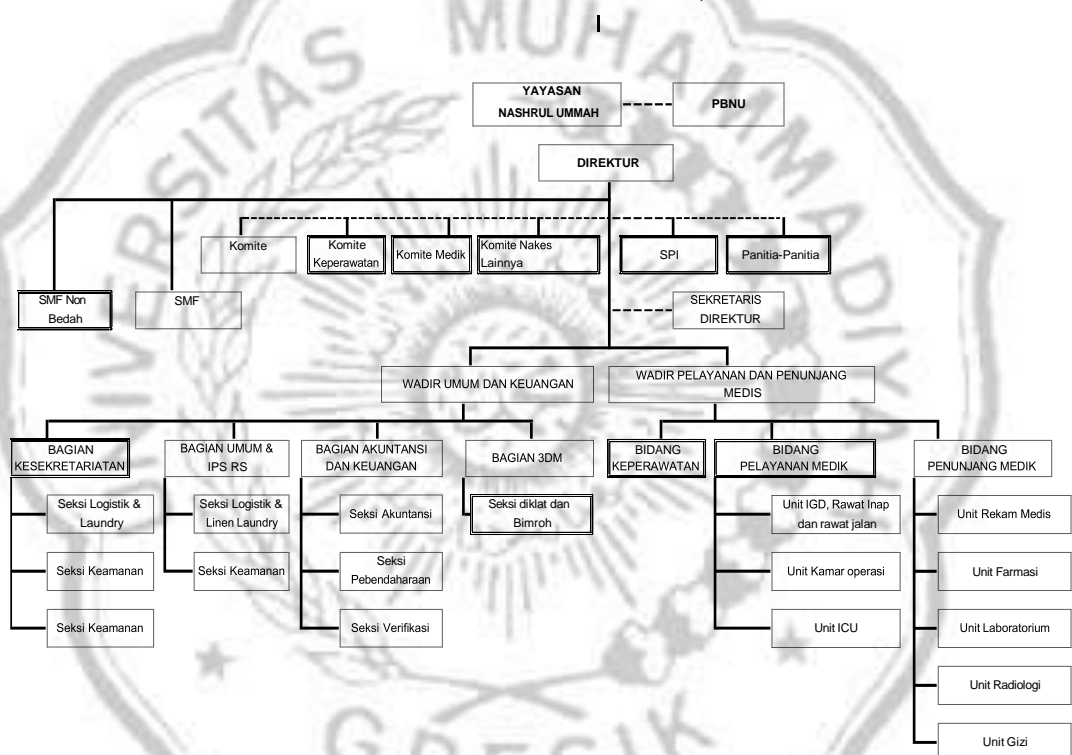 YAYASAN
NASHRUL UMMAH
PBNU
DIREKTUR
Komite
Komite
Keperawatan
Komite Medik
Komite Nakes
Lainnya
SPI
Panitia-Panitia
SMF Non
Bedah
SMF
SEKRETARIS
DIREKTUR
WADIR UMUM DAN KEUANGAN
WADIR PELAYANAN DAN PENUNJANG
MEDIS
BAGIAN
KESEKRETARIATAN
BAGIAN UMUM &
IPS RS
BAGIAN AKUNTANSI
DAN KEUANGAN
BAGIAN 3DM
BIDANG
KEPERAWATAN
BIDANG
PELAYANAN MEDIK
BIDANG
PENUNJANG MEDIK
Seksi Logistik &
Laundry
Seksi Keamanan
Seksi Keamanan
Seksi Logistik &
Linen Laundry
Seksi Keamanan
Seksi Akuntansi
Seksi
Pebendaharaan
Seksi Verifikasi
Seksi diklat dan
Bimroh
Unit IGD, Rawat Inap
dan rawat jalan
Unit Kamar operasi
Unit ICU
Unit Rekam Medis
Unit Farmasi
Unit Laboratorium
Unit Radiologi
Unit Gizi
UNIVERSITAS MUHAMMADIYAH
GRESIK